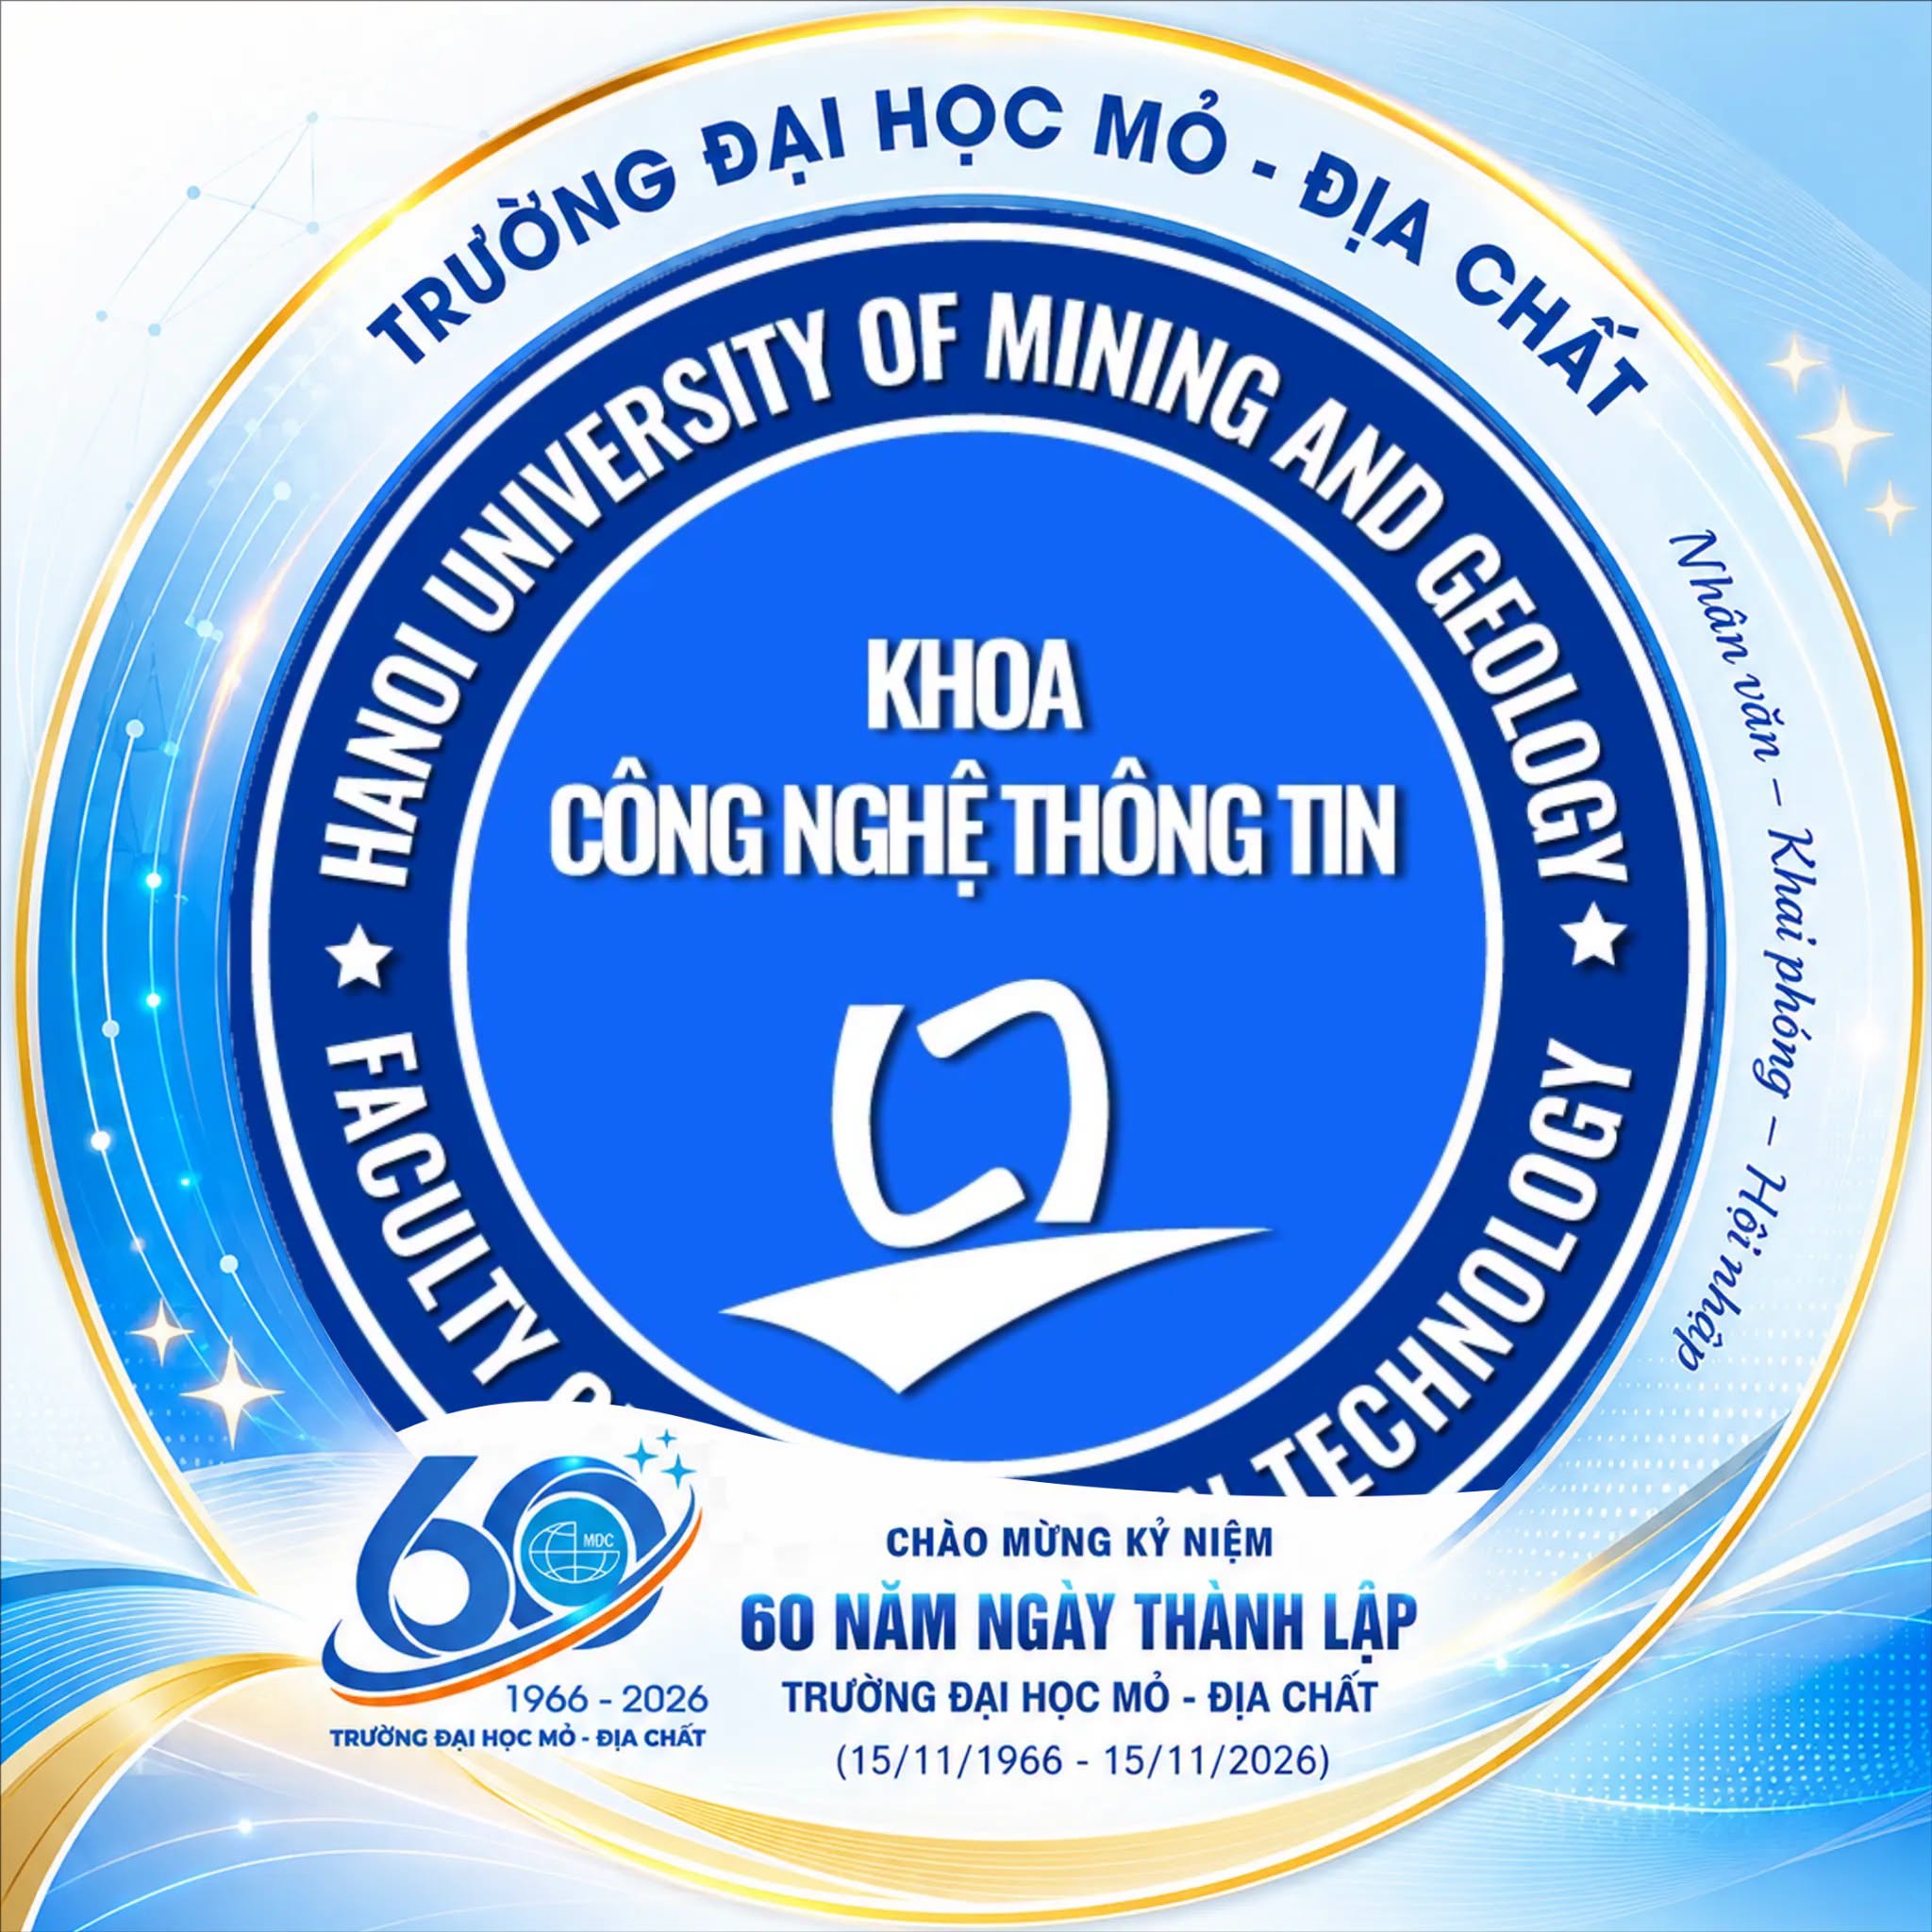 TRƯỜNG ĐẠI HỌC MỎ - ĐỊA CHẤT
HANOI UNIVERSITY OF MINING AND GEOLOGY
KHOA
CÔNG NGHỆ THÔNG TIN
FACULTY
TECHNOLOGY
Nhân văn – Khai phóng – Hội nhập
60
MDC
1966 - 2026
TRƯỜNG ĐẠI HỌC MỎ - ĐỊA CHẤT
CHÀO MỪNG KỶ NIỆM
60 NĂM NGÀY THÀNH LẬP
TRƯỜNG ĐẠI HỌC MỎ - ĐỊA CHẤT
(15/11/1966 - 15/11/2026)